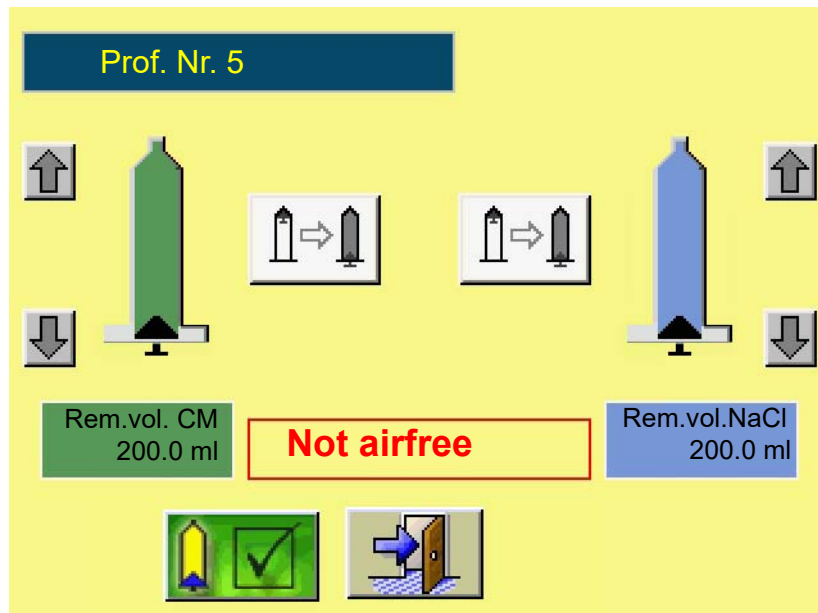 Prof. Nr. 5
Rem.vol. CM
200.0 ml
Not airfree
Rem.vol.NaCl
200.0 ml